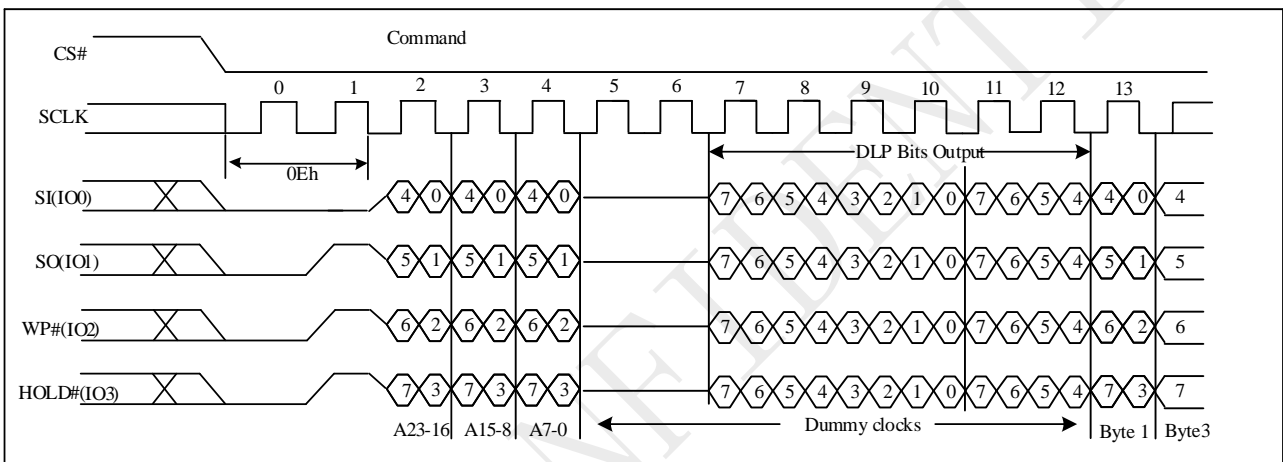 Command
CS#
0 1 2 3 4 5 6 7 8 9 10 11 12 13
SCLK
DLP Bits Output
0Eh
SI(IO0) 4 0 4 0 4 0 7 6 5 4 3 2 1 0 7 6 5 4 4 0 4
SO(IO1) 5 1 5 1 5 1 7 6 5 4 3 2 1 0 7 6 5 4 5 1 5
WP#(IO2) 6 2 6 2 6 2 7 6 5 4 3 2 1 0 7 6 5 4 6 2 6
HOLD#(IO3) 7 3 7 3 7 3 7 6 5 4 3 2 1 0 7 6 5 4 7 3 7
A23-16 A15-8 A7-0 Dummy clocks Byte 1 Byte3